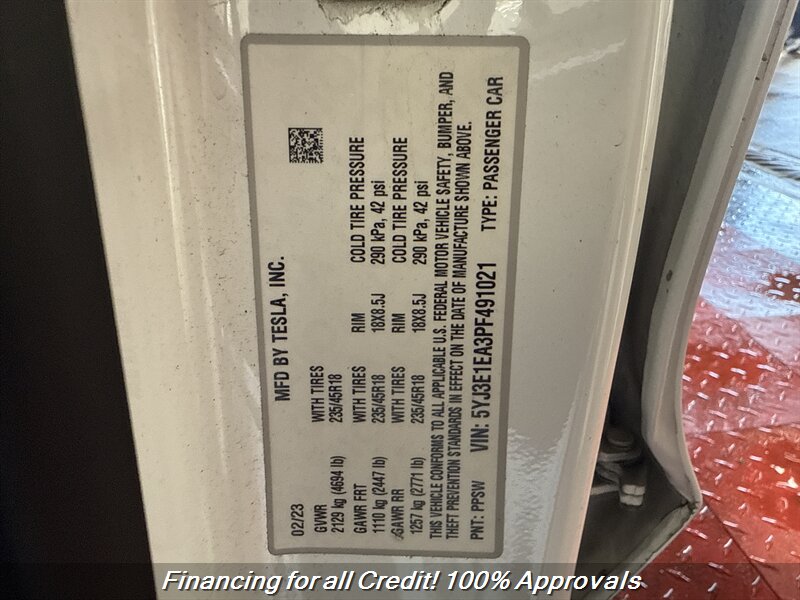 MFD BY TESLA, INC.
02/23
GVWR WITH TIRES RIM COLD TIRE PRESSURE
2129 kg (4694 lb) 235/45R18
GAWR FRT WITH TIRES RIM COLD TIRE PRESSURE
1110 kg (2447 lb) 235/45R18 18X8.5J 290 kPa, 42 psi
GAWR RR WITH TIRES RIM COLD TIRE PRESSURE
1257 kg (2771 lb) 235/45R18 18X8.5J 290 kPa, 42 psi
THIS VEHICLE CONFORMS TO ALL APPLICABLE U.S. FEDERAL MOTOR VEHICLE SAFETY, BUMPER, AND
THEFT PREVENTION STANDARDS IN EFFECT ON THE DATE OF MANUFACTURE SHOWN ABOVE.
PNT: PPSW VIN: 5YJ3E1EA3PF491021 TYPE: PASSENGER CAR
Financing for all Credit! 100% Approvals